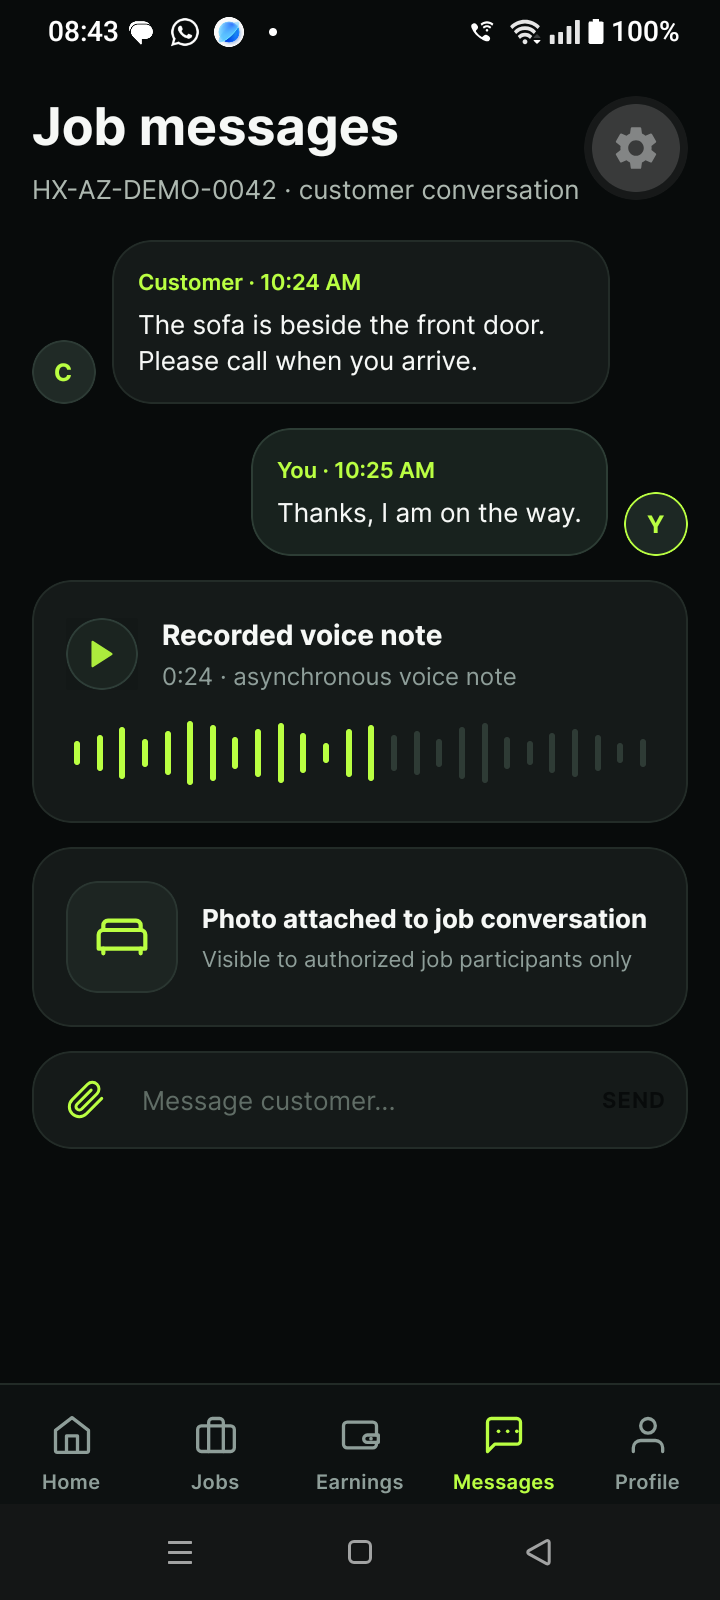 08:43
100%
Job messages
HX-AZ-DEMO-0042 · customer conversation
Customer · 10:24 AM
The sofa is beside the front door.
Please call when you arrive.
C
You · 10:25 AM
Thanks, I am on the way.
Y
Recorded voice note
0:24 · asynchronous voice note
Photo attached to job conversation
Visible to authorized job participants only
Message customer...
SEND
Home
Jobs
Earnings
Messages
Profile